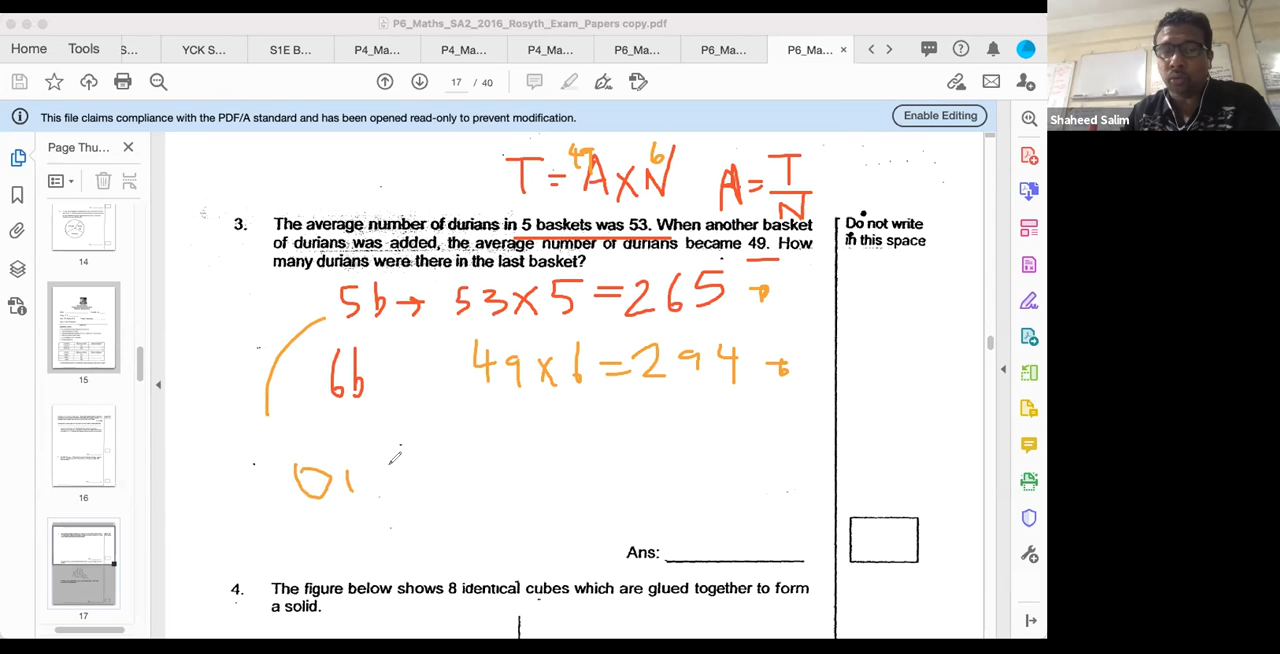 P6_Maths_SA2_2016_Rosyth_Exam_Papers copy.pdf
Home Tools S... YCK S... S1E B... P4_Ma... P4_Ma... P4_Ma... P6_Ma... P6_Ma... P6_Ma...
17 / 40
Shaheed Salim
This file claims compliance with the PDF/A standard and has been opened read-only to prevent modification. Enable Editing
Page Thu...
14
15
16
17
49 6
T = A x N A = T/N
3. The average number of durians in 5 baskets was 53. When another basket
of durians was added, the average number of durians became 49. How
many durians were there in the last basket?
Do not write
in this space
5b → 53 x 5 = 265
6b 49 x 6 = 294
Ans:
4. The figure below shows 8 identical cubes which are glued together to form
a solid.